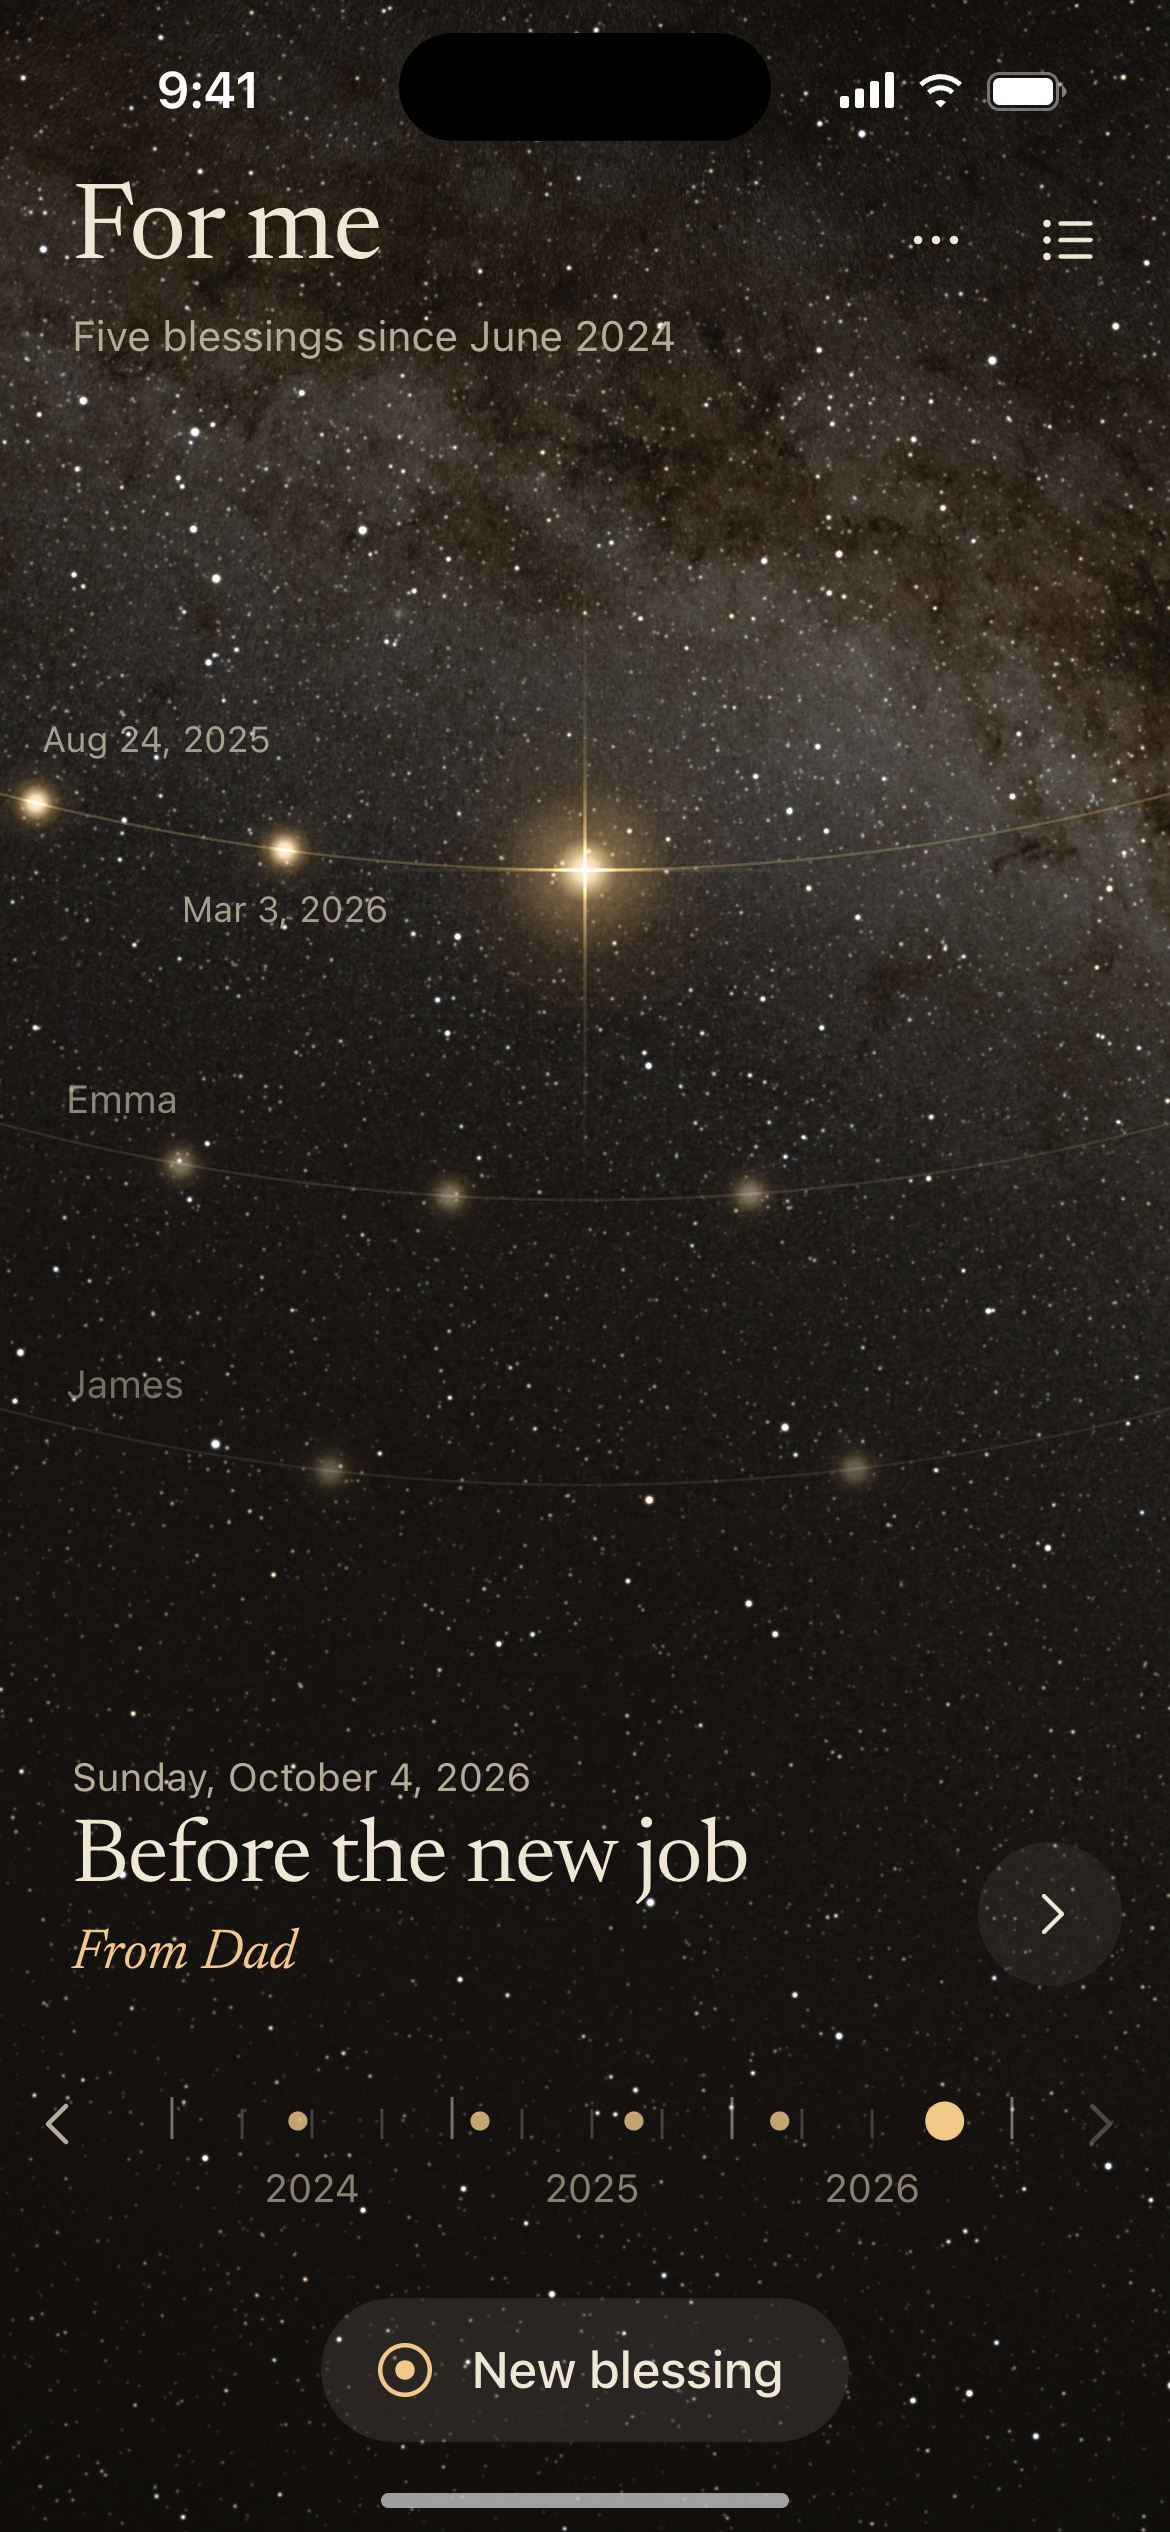 9:41
For me
Five blessings since June 2024
Aug 24, 2025
Mar 3, 2026
Emma
James
Sunday, October 4, 2026
Before the new job
From Dad
2024 2025 2026
New blessing